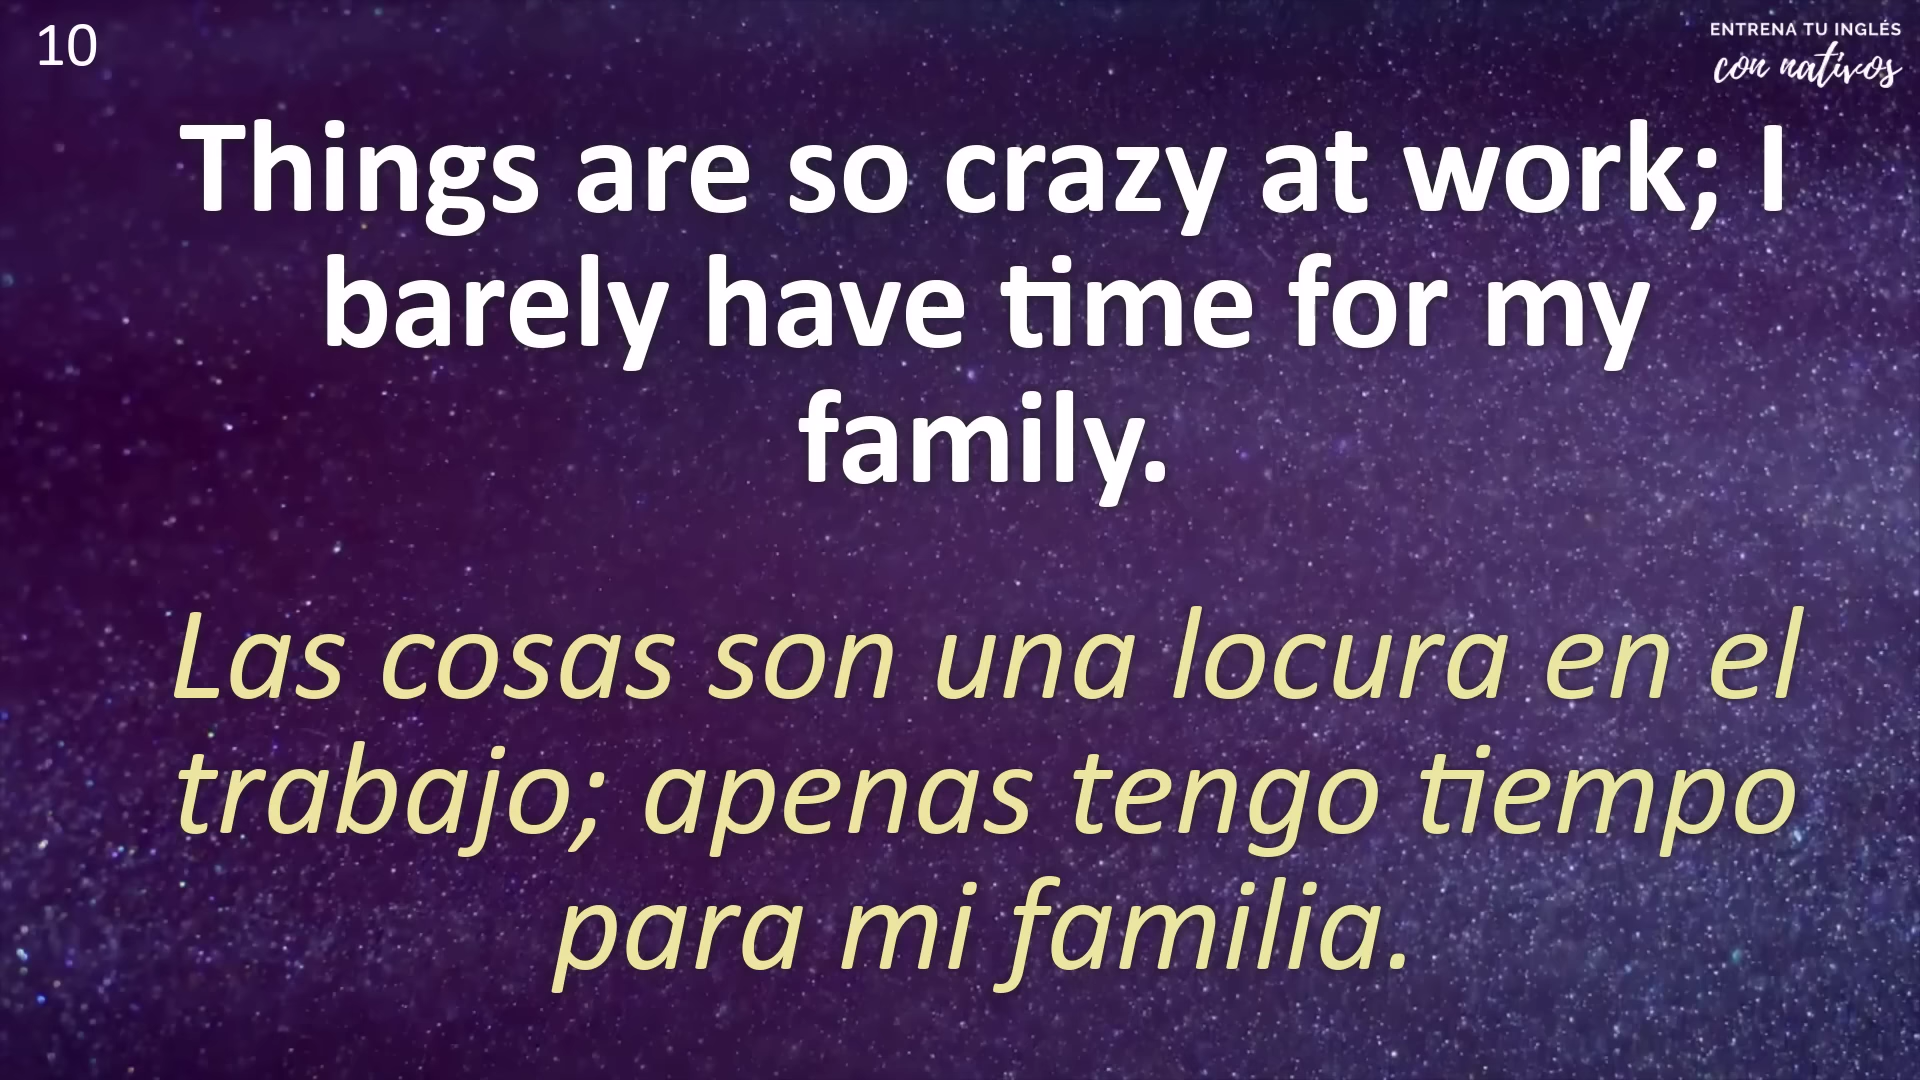 10
ENTRENA TU INGLÉS
con nativos
Things are so crazy at work; I
barely have time for my
family.
Las cosas son una locura en el
trabajo; apenas tengo tiempo
para mi familia.